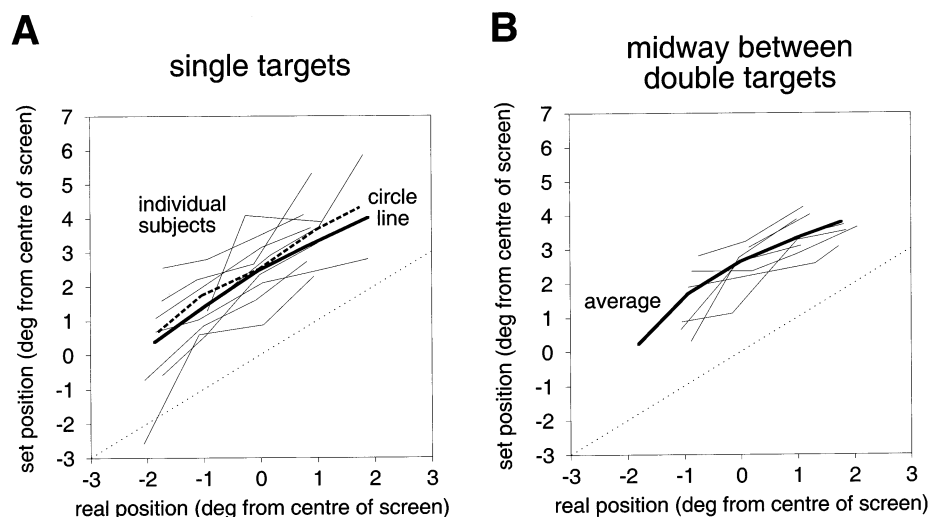 A
single targets
set position (deg from centre of screen)
7
6
5
4
3
2
1
0
-1
-2
-3
individual
subjects
circle
line
-3
-2
-1
0
1
2
3
real position (deg from centre of screen)
B
midway between
double targets
set position (deg from centre of screen)
7
6
5
4
3
2
1
0
-1
-2
-3
average
-3
-2
-1
0
1
2
3
real position (deg from centre of screen)